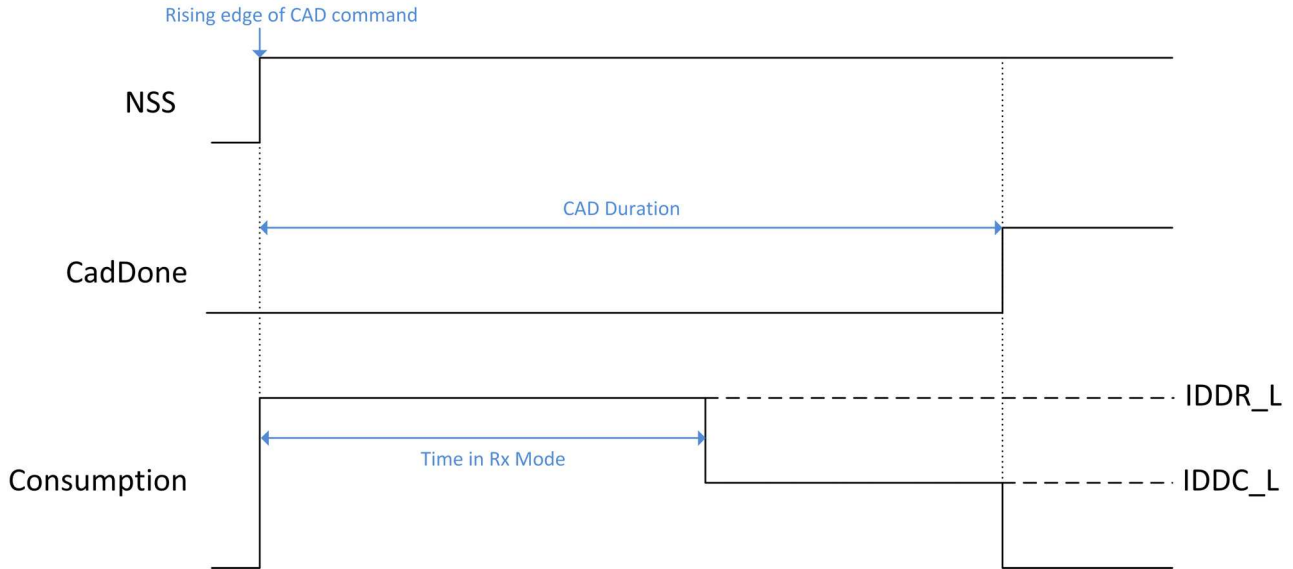 Rising edge of CAD command
NSS
CAD Duration
CadDone
IDDR_L
Time in Rx Mode
Consumption
IDDC_L